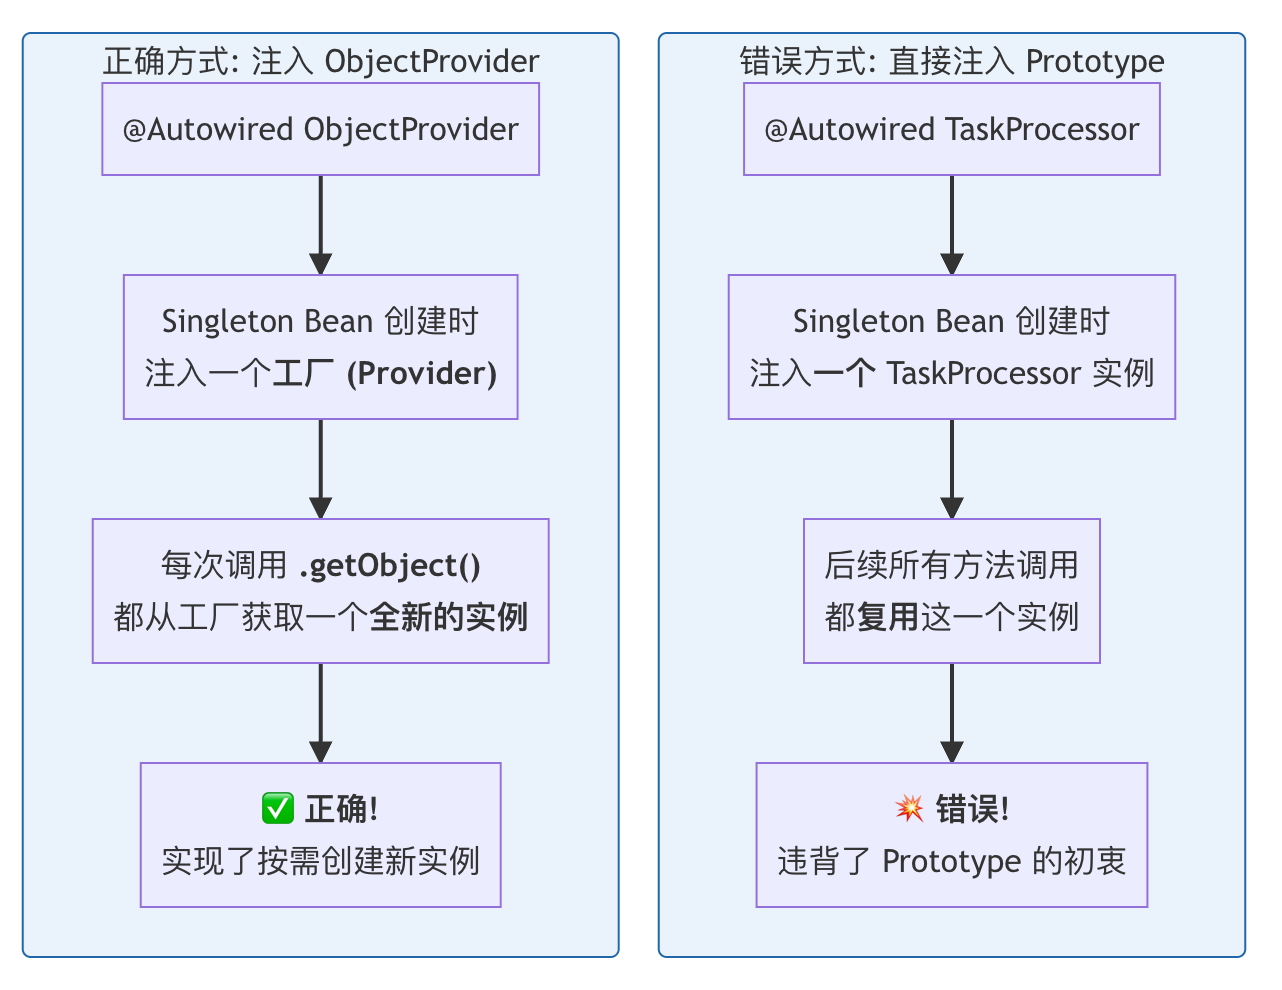 正确方式: 注入 ObjectProvider
@Autowired ObjectProvider
Singleton Bean 创建时
注入一个工厂 (Provider)
每次调用 .getObject()
都从工厂获取一个全新的实例
✅ 正确!
实现了按需创建新实例
错误方式: 直接注入 Prototype
@Autowired TaskProcessor
Singleton Bean 创建时
注入一个 TaskProcessor 实例
后续所有方法调用
都复用这一个实例
💥 错误!
违背了 Prototype 的初衷